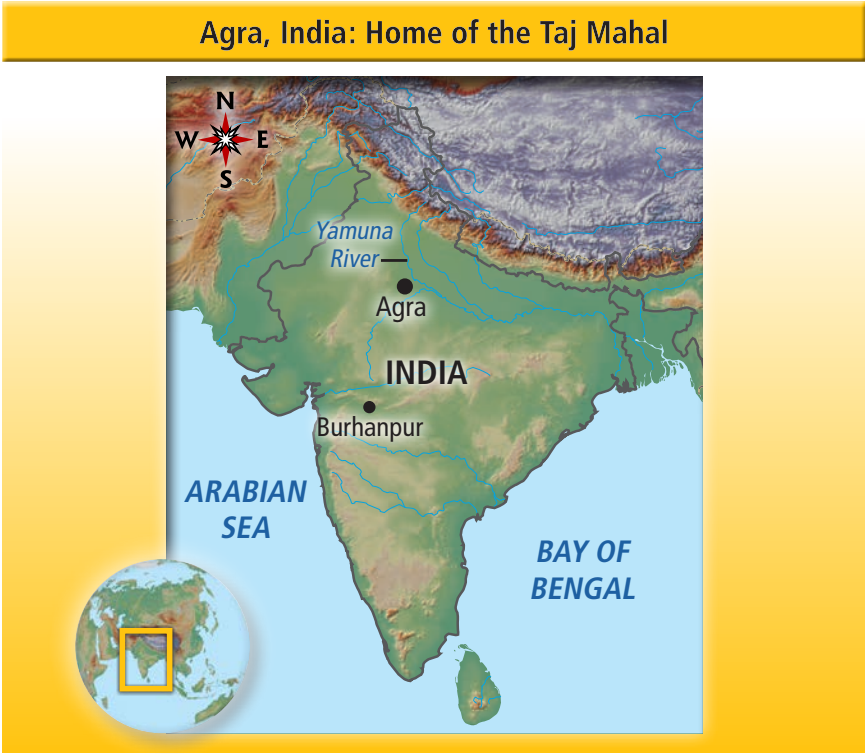 Agra, India: Home of the Taj Mahal
N
W E
S
Yamuna
River
Agra
INDIA
Burhanpur
ARABIAN
SEA
BAY OF
BENGAL